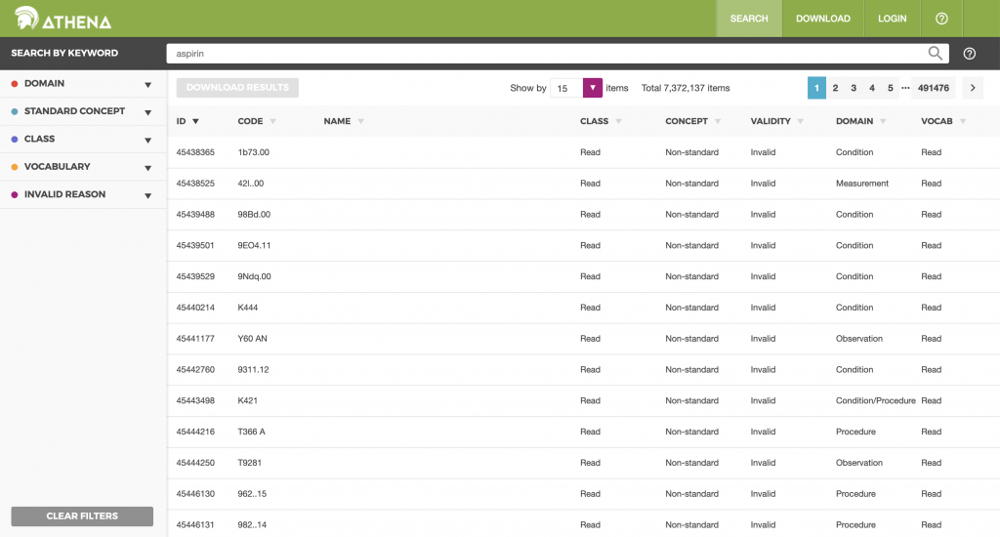 ATHENA SEARCH DOWNLOAD LOGIN ?
SEARCH BY KEYWORD aspirin ?
DOMAIN
STANDARD CONCEPT
CLASS
VOCABULARY
INVALID REASON
CLEAR FILTERS
DOWNLOAD RESULTS Show by 15 items Total 7,372,137 items 1 2 3 4 5 ... 491476 >
ID CODE NAME CLASS CONCEPT VALIDITY DOMAIN VOCAB
45438365 1b73.00 Read Non-standard Invalid Condition Read
45438525 42l..00 Read Non-standard Invalid Measurement Read
45439488 98Bd.00 Read Non-standard Invalid Condition Read
45439501 9EO4.11 Read Non-standard Invalid Condition Read
45439529 9Ndq.00 Read Non-standard Invalid Condition Read
45440214 K444 Read Non-standard Invalid Condition Read
45441177 Y60 AN Read Non-standard Invalid Observation Read
45442760 9311.12 Read Non-standard Invalid Condition Read
45443498 K421 Read Non-standard Invalid Condition/Procedure Read
45444216 T366 A Read Non-standard Invalid Procedure Read
45444250 T9281 Read Non-standard Invalid Observation Read
45446130 962..15 Read Non-standard Invalid Procedure Read
45446131 982..14 Read Non-standard Invalid Procedure Read